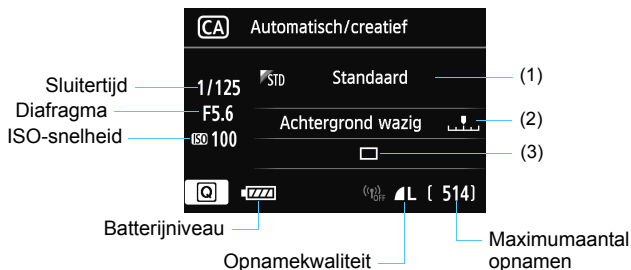 CA Automatisch/creatief
Sluitertijd 1/125 STD Standaard (1)
Diafragma F5.6
Achtergrond wazig (2)
ISO-snelheid ISO 100
(3)
Q OFF L [ 514]
Batterijniveau
Opnamekwaliteit
Maximumaantal
opnamen